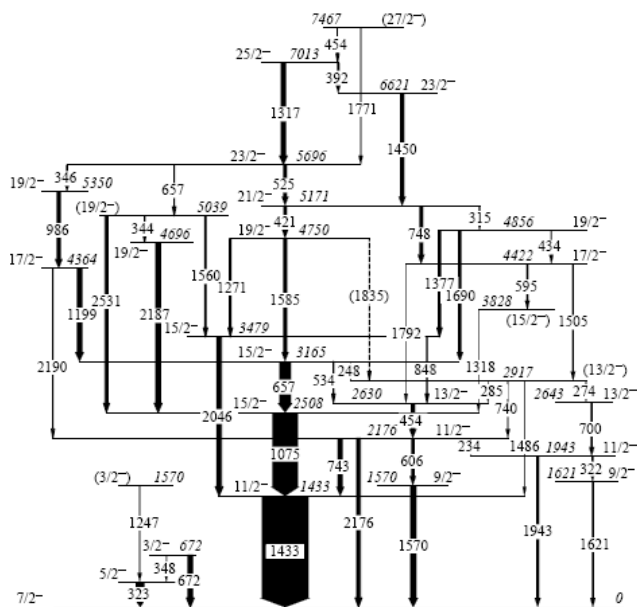 7467 (27/2⁻)
454
25/2⁻ 7013
392
6621 23/2⁻
1317 1771 1450
23/2⁻ 5696
19/2⁻ 346 5350 657 525
21/2⁻ 5171
(19/2⁻) 5039 315 4856 19/2⁻
986 344 421 748 434
19/2⁻ 4696 19/2⁻ 4750
17/2⁻ 4364 4422 17/2⁻
1560 1271 (1835) 1377 1690 595
1199 2531 2187 1585 3828
(15/2⁻)
15/2⁻ 3479 1792 1505
2190 15/2⁻ 3165
657 534 248 848 1318 2917 (13/2⁻)
2630 13/2⁻ 285 2643 274 13/2⁻
15/2⁻ 2508 740
2046 454 700
2176 11/2⁻
1075 743 606 234 1486 1943 11/2⁻
(3/2⁻) 1570 1570 9/2⁻ 322
1621 9/2⁻
11/2⁻ 1433
1247 2176
3/2⁻ 672 1433 1570 1943 1621
348
5/2⁻ 672
323
7/2⁻ 0